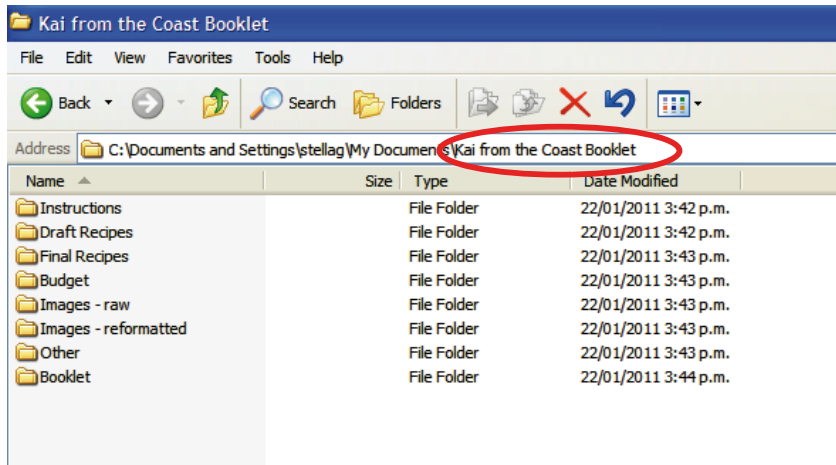 Kai from the Coast Booklet
File Edit View Favorites Tools Help
Back Search Folders
Address C:\Documents and Settings\stellag\My Documents\Kai from the Coast Booklet
Name Size Type Date Modified
Instructions File Folder 22/01/2011 3:42 p.m.
Draft Recipes File Folder 22/01/2011 3:42 p.m.
Final Recipes File Folder 22/01/2011 3:43 p.m.
Budget File Folder 22/01/2011 3:43 p.m.
Images - raw File Folder 22/01/2011 3:43 p.m.
Images - reformatted File Folder 22/01/2011 3:43 p.m.
Other File Folder 22/01/2011 3:43 p.m.
Booklet File Folder 22/01/2011 3:44 p.m.